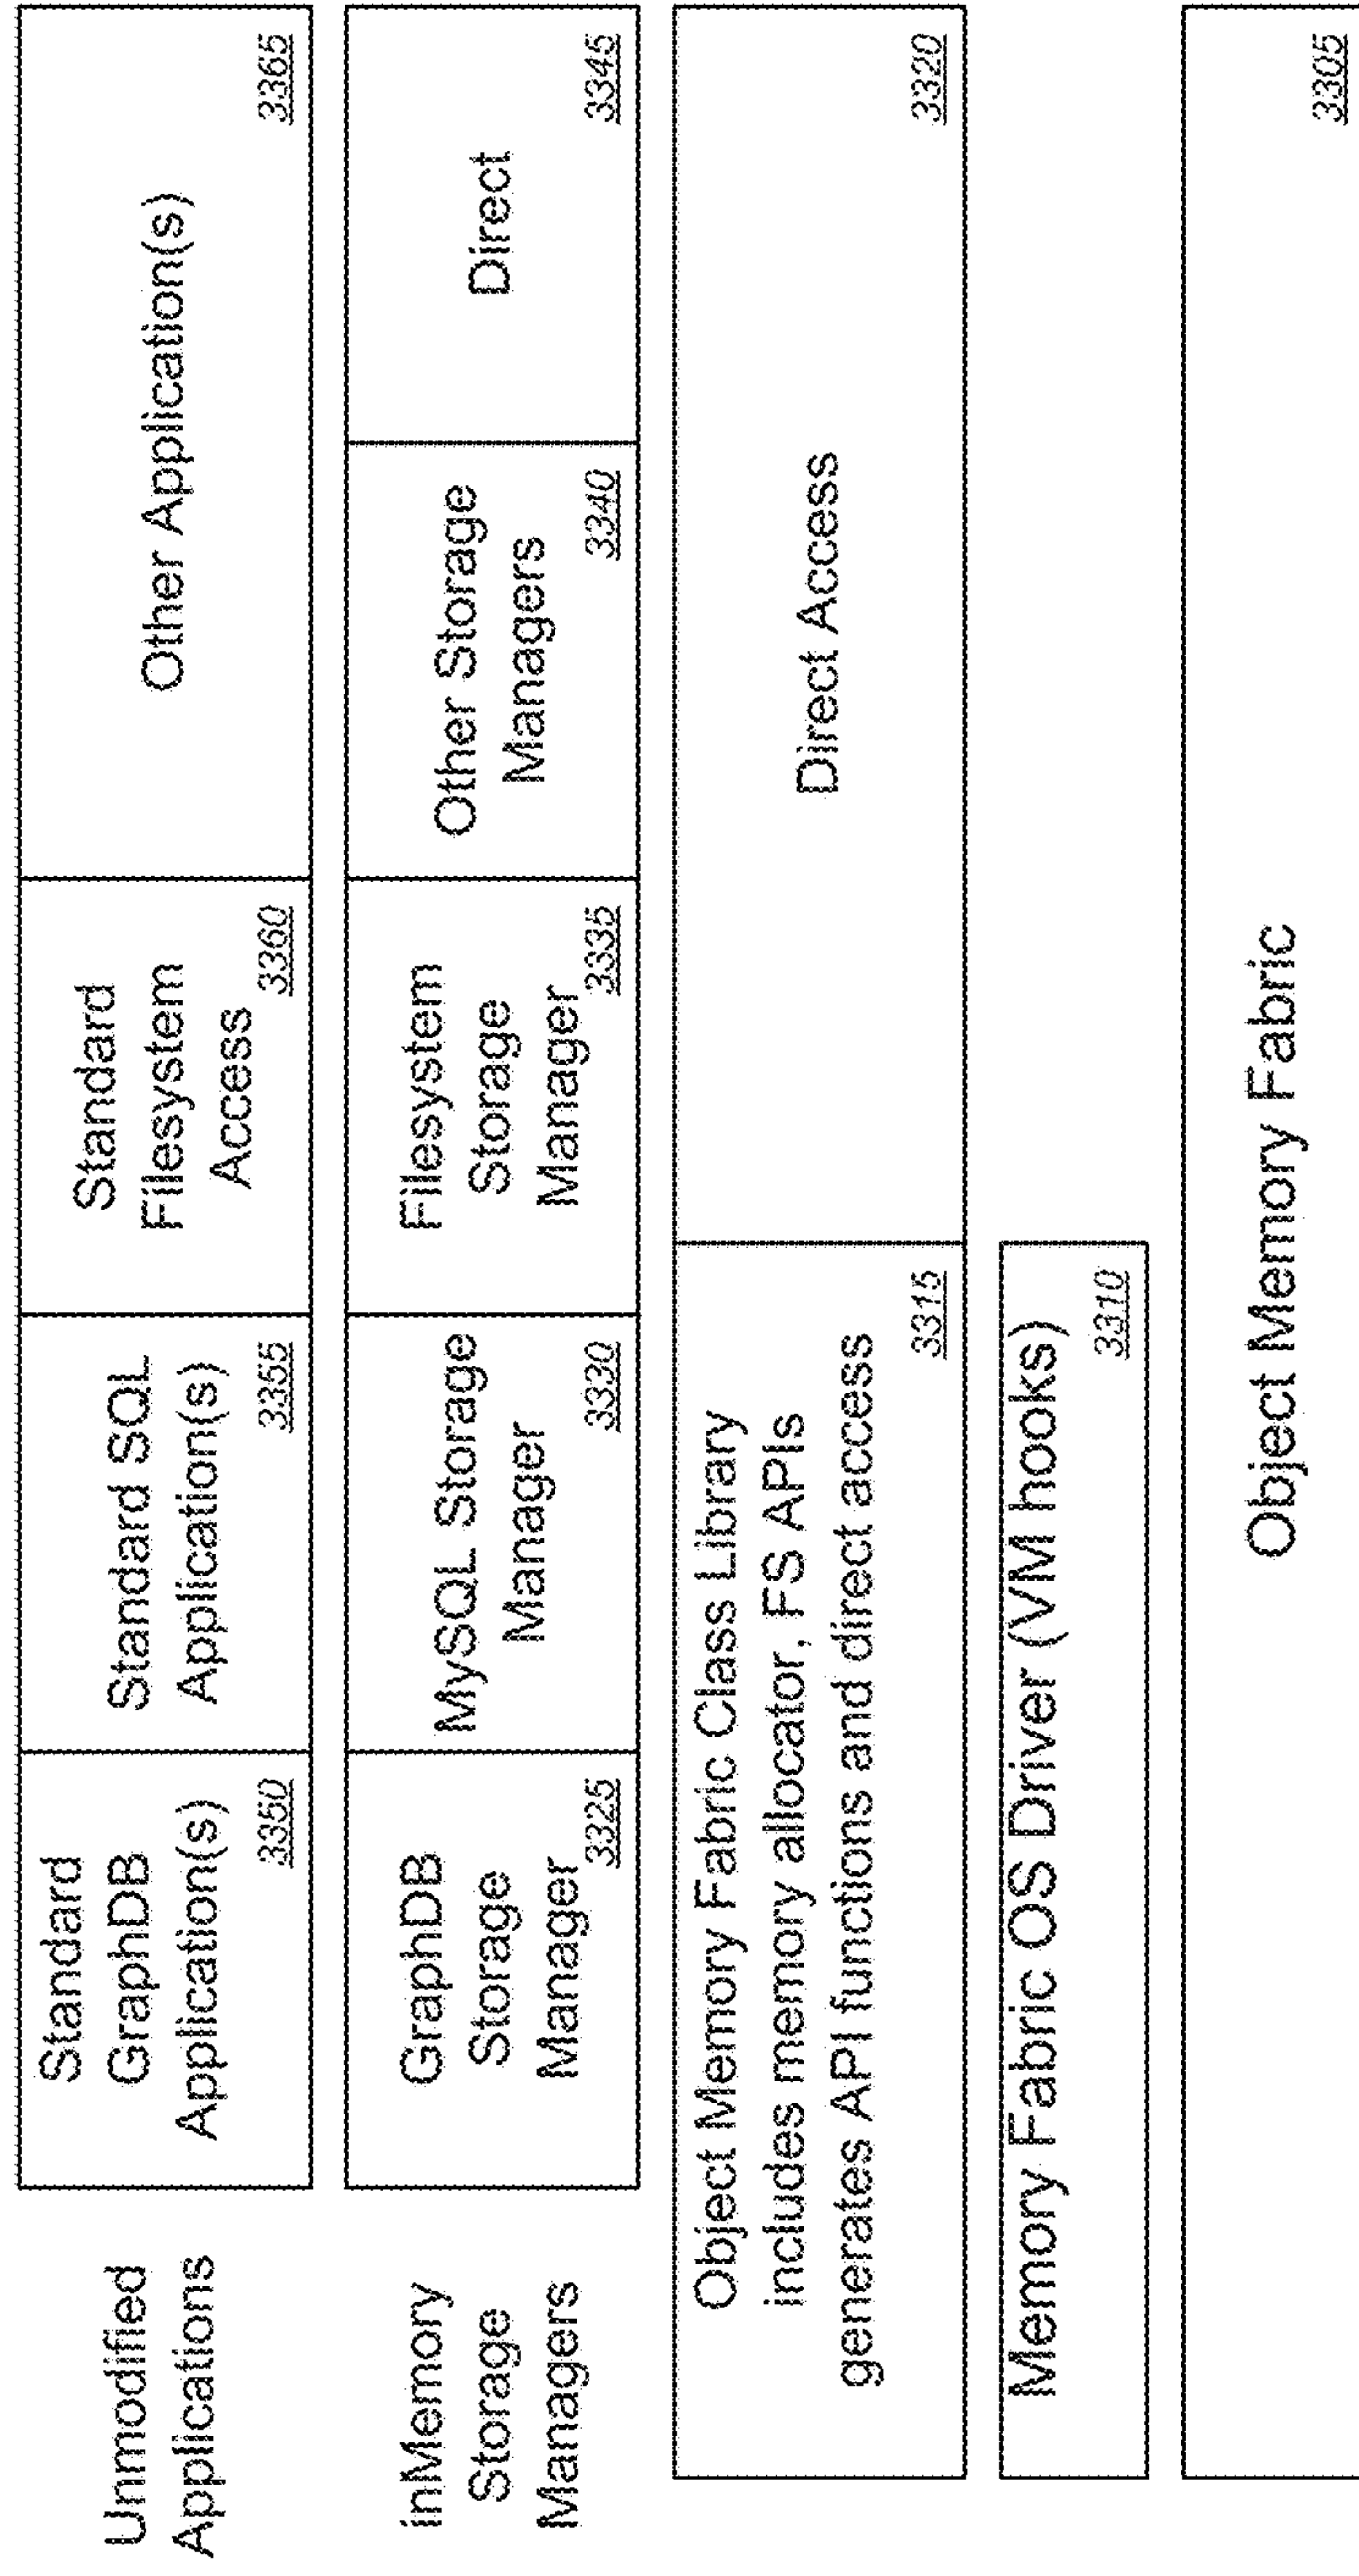 Unmodified
Applications
Standard
GraphDB
Application(s)
3350
Standard SQL
Application(s)
3355
Standard
Filesystem
Access
3360
Other Application(s)
3365
inMemory
Storage
Managers
GraphDB
Storage
Manager
3325
MySQL Storage
Manager
3330
Filesystem
Storage
Manager
3335
Other Storage
Managers
3340
Direct
3345
Object Memory Fabric Class Library
includes memory allocator, FS APIs
generates API functions and direct access
3315
Direct Access
3320
Memory Fabric OS Driver (VM hooks)
3310
Object Memory Fabric
3305